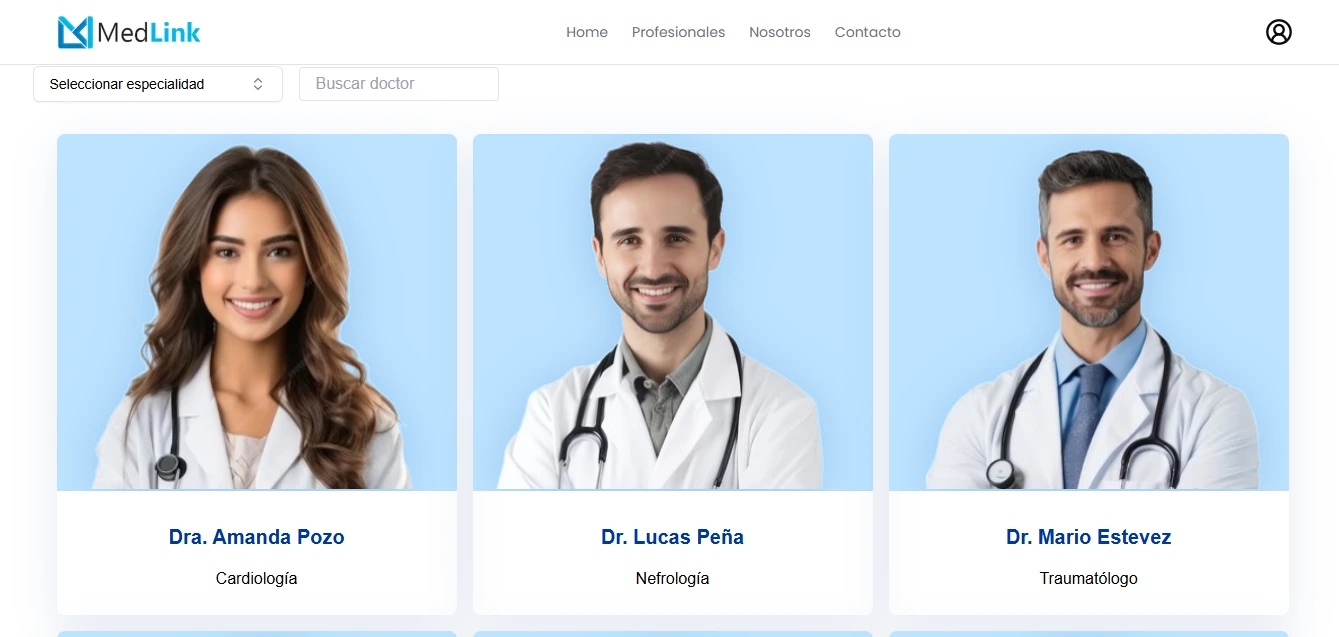 MedLink
Home Profesionales Nosotros Contacto
Seleccionar especialidad
Buscar doctor
Dra. Amanda Pozo
Cardiología
Dr. Lucas Peña
Nefrología
Dr. Mario Estevez
Traumatólogo